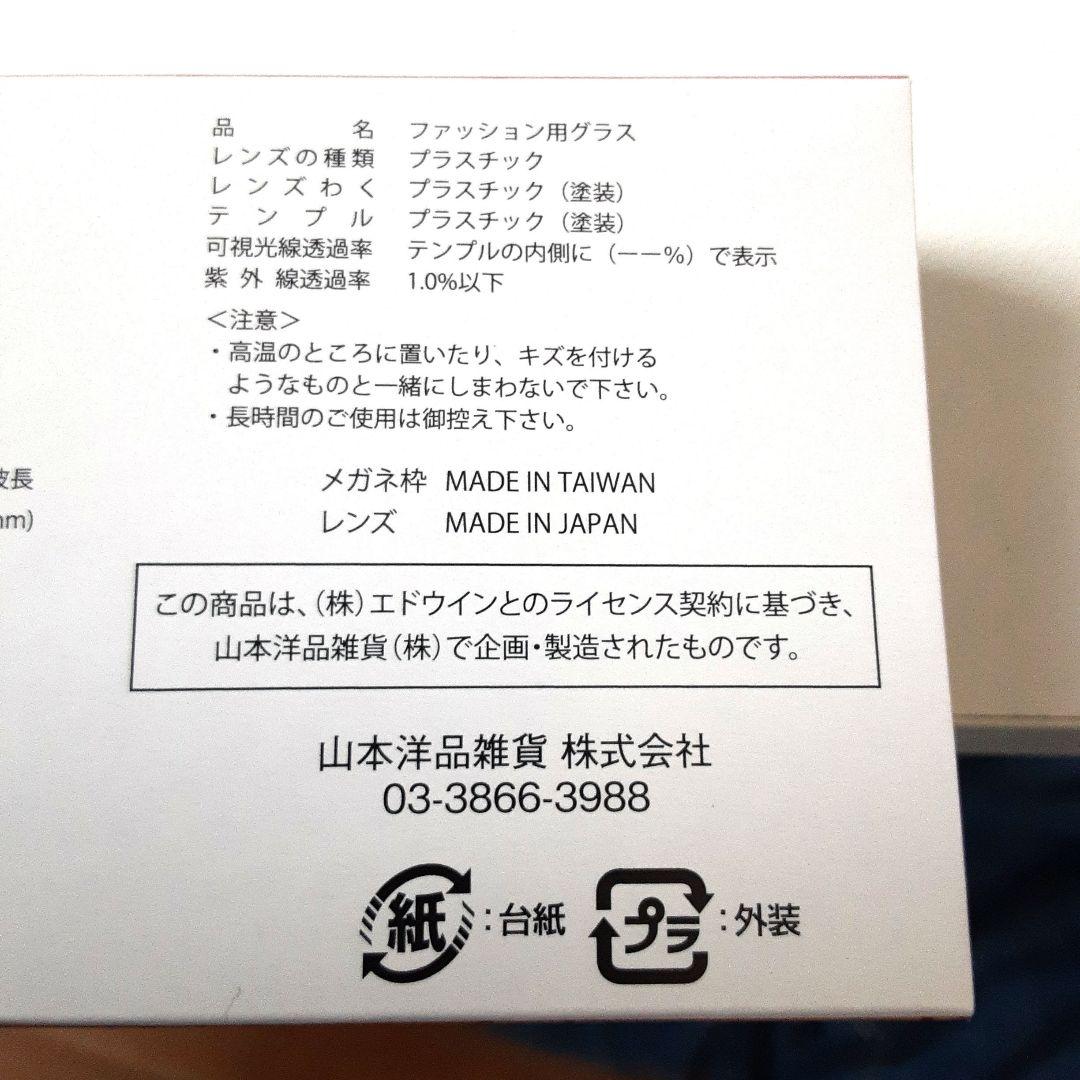 品名 ファッション用グラス
レンズの種類 プラスチック
レンズわく プラスチック（塗装）
テンプル プラスチック（塗装）
可視光線透過率 テンプルの内側に（――%）で表示
紫外線透過率 1.0%以下
＜注意＞
・高温のところに置いたり、キズを付ける
ようなものと一緒にしまわないで下さい。
・長時間のご使用は御控え下さい。
波長
nm)
メガネ枠 MADE IN TAIWAN
レンズ MADE IN JAPAN
この商品は、（株）エドウインとのライセンス契約に基づき、
山本洋品雑貨（株）で企画・製造されたものです。
山本洋品雑貨 株式会社
03-3866-3988
紙：台紙 プラ：外装